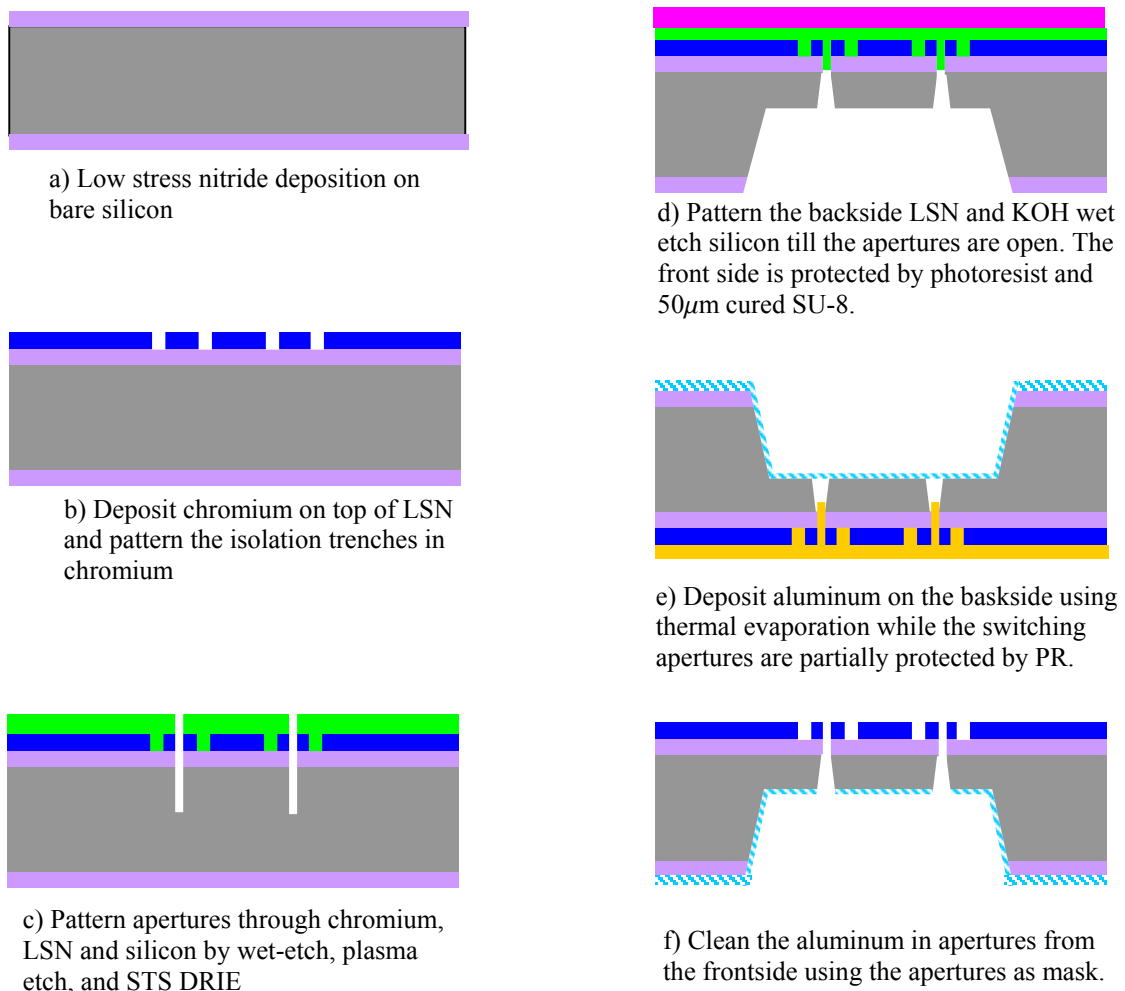 a) Low stress nitride deposition on
bare silicon
b) Deposit chromium on top of LSN
and pattern the isolation trenches in
chromium
c) Pattern apertures through chromium,
LSN and silicon by wet-etch, plasma
etch, and STS DRIE
d) Pattern the backside LSN and KOH wet
etch silicon till the apertures are open. The
front side is protected by photoresist and
50μm cured SU-8.
e) Deposit aluminum on the baskside using
thermal evaporation while the switching
apertures are partially protected by PR.
f) Clean the aluminum in apertures from
the frontside using the apertures as mask.